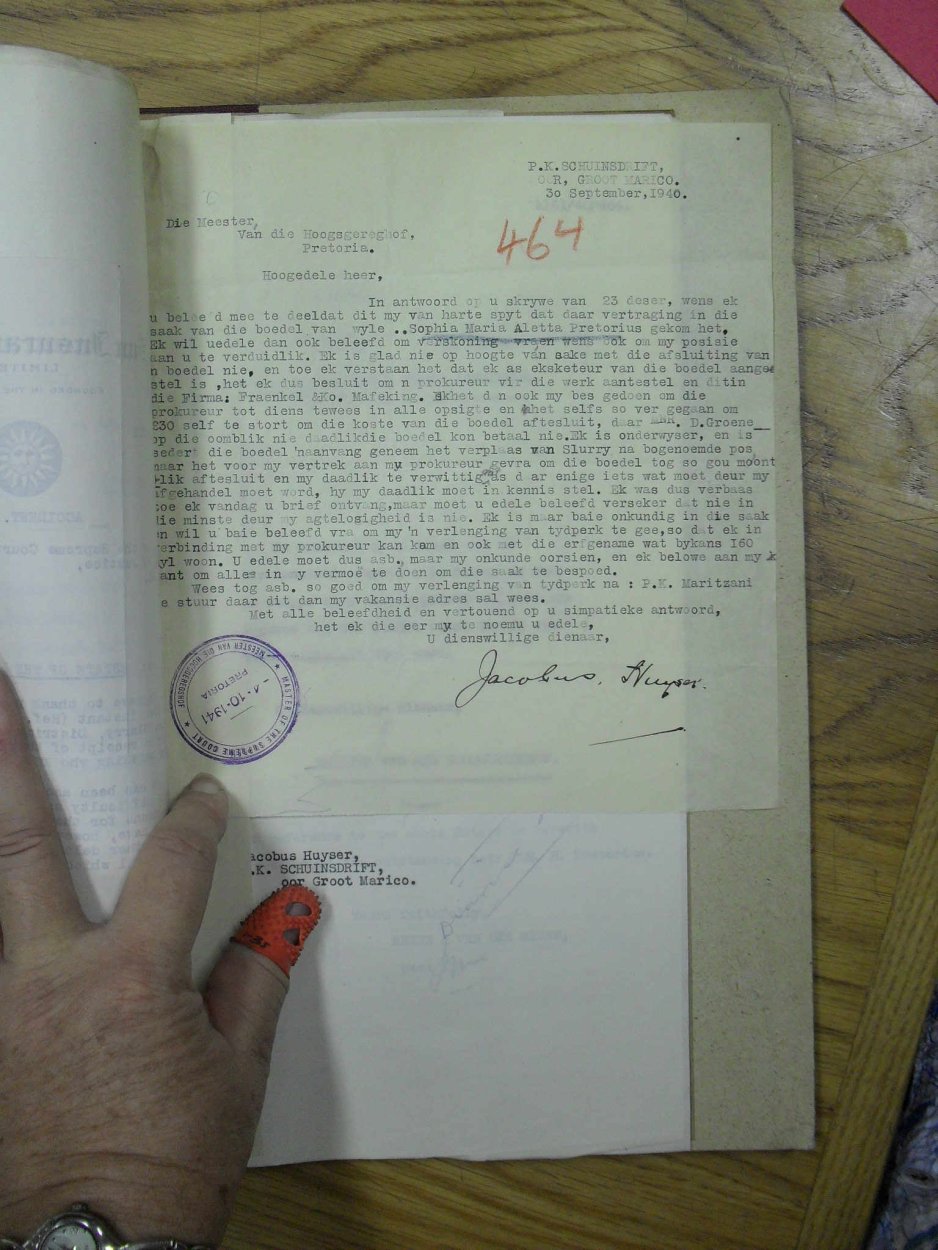 P.K.SCHUINSDRIFT,
OOR, GROOT MARICO.
30 September,1940.
464
Die Meester,
Van die Hoogsgereghof,
Pretoria.
Hoogedele heer,
In antwoord op u skrywe van 23 deser, wens ek
u beleefd mee te deeldat dit my van harte spyt dat daar vertraging in die
saak van die boedel van wyle ..Sophia Maria Aletta Pretorius gekom het,
Ek wil uedele dan ook beleefd om verskoning vraen wens ook om my posisie
aan u te verduidlik. Ek is glad nie op hoogte van sake met die afsluiting van
n boedel nie, en toe ek verstaan het dat ek as eksketeur van die boedel aange
stel is ,het ek dus besluit om n prokureur vir die werk aantestel en ditin
die Firma: Fraenkel &Ko. Mafeking. Ekhet dan ook my bes gedoen om die
prokureur tot diens tewees in alle opsigte en het selfs so ver gegaan om
£30 self te stort om die koste van die boedel aftesluit, daar D.Groene
op die oomblik nie daadlikdie boedel kon betaal nie.Ek is onderwyser, en is
sedert die boedel 'naanvang geneem het verplaas van Slurry na bogenoemde pos
maar het voor my vertrek aan my prokureur gevra om die boedel tog so gou moont
lik aftesluit en my daadlik te verwittig as daar enige iets wat moet deur my
afgehandel moet word, hy my daadlik moet in kennis stel. Ek was dus verbaas
toe ek vandag u brief ontvang,maar moet u edele beleefd verseker dat nie in
die minste deur my agtelosigheid is nie. Ek is maar baie onkundig in die saak
en wil u baie beleefd vra om my 'n verlenging van tydperk te gee,so dat ek in
verbinding met my prokureur kan kam en ook met die erfgename wat bykans I60
myl woon. U edele moet dus asb. maar my onkunde oorsien, en ek belowe aan my k
ant om alles in my vermoë te doen om die saak te bespoed.
Wees tog asb. so goed om my verlenging van tydperk na : P.K. Maritzani
te stuur daar dit dan my vakansie adres sal wees.
Met alle beleefdheid en vertouend op u simpatieke antwoord,
het ek die eer my te noemu u edele,
U dienswillige dienaar,
Jacobus. Huyser.
MASTER OF THE SUPREME COURT
MEESTER VAN DIE HOOGGEREGSHOF
-1-10-1941
PRETORIA
acobus Huyser,
.K. SCHUINSDRIFT,
oor Groot Marico.